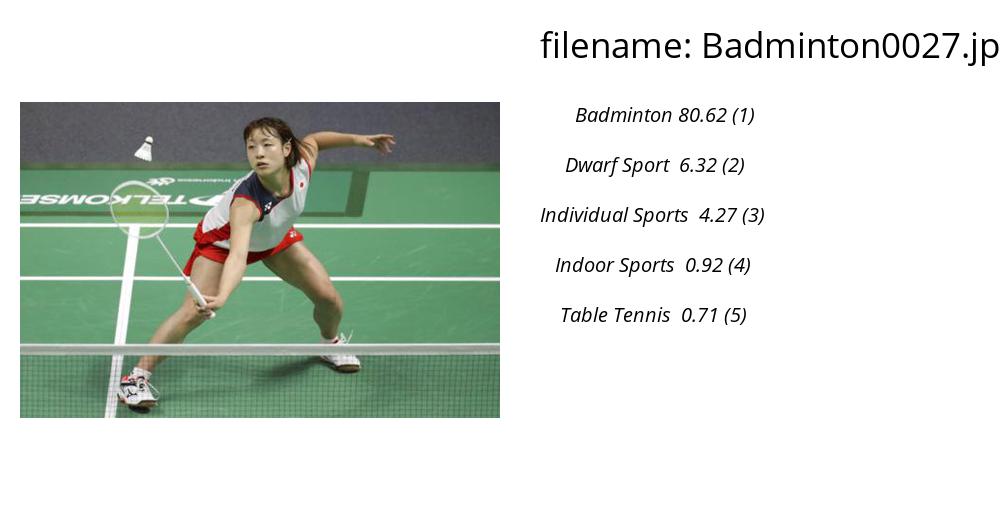 filename: Badminton0027.jp
Badminton 80.62 (1)
Dwarf Sport 6.32 (2)
Individual Sports 4.27 (3)
Indoor Sports 0.92 (4)
Table Tennis 0.71 (5)
TELKOMSE